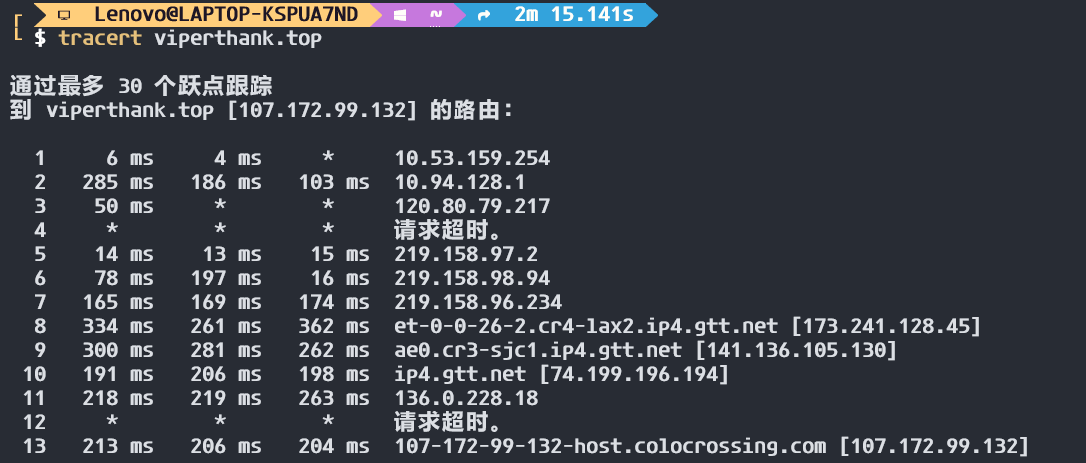 Lenovo@LAPTOP-KSPUA7ND ~ 2m 15.141s
$ tracert viperthank.top
通过最多 30 个跃点跟踪
到 viperthank.top [107.172.99.132] 的路由:
1 6 ms 4 ms * 10.53.159.254
2 285 ms 186 ms 103 ms 10.94.128.1
3 50 ms * * 120.80.79.217
4 * * * 请求超时。
5 14 ms 13 ms 15 ms 219.158.97.2
6 78 ms 197 ms 16 ms 219.158.98.94
7 165 ms 169 ms 174 ms 219.158.96.234
8 334 ms 261 ms 362 ms et-0-0-26-2.cr4-lax2.ip4.gtt.net [173.241.128.45]
9 300 ms 281 ms 262 ms ae0.cr3-sjc1.ip4.gtt.net [141.136.105.130]
10 191 ms 206 ms 198 ms ip4.gtt.net [74.199.196.194]
11 218 ms 219 ms 263 ms 136.0.228.18
12 * * * 请求超时。
13 213 ms 206 ms 204 ms 107-172-99-132-host.colocrossing.com [107.172.99.132]